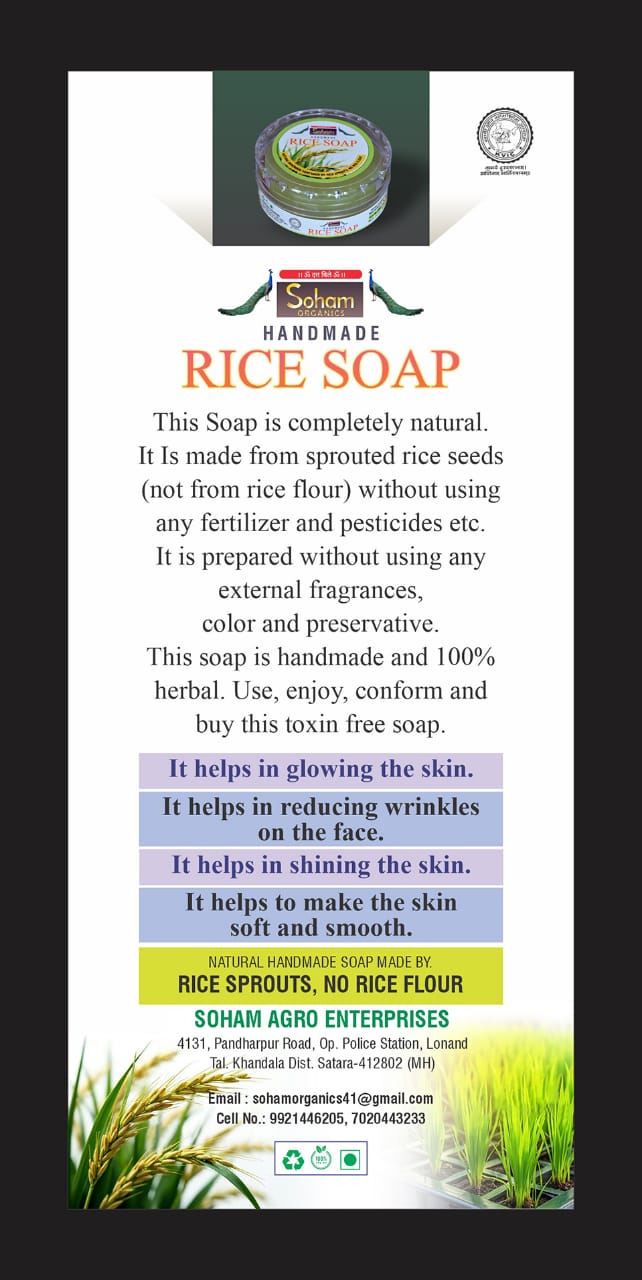 Soham
RICE SOAP
RICE SOAP
KVIC
।। ॐ दत्त चिले ॐ ।।
Soham
ORGANICS
HANDMADE
RICE SOAP
This Soap is completely natural.
It Is made from sprouted rice seeds
(not from rice flour) without using
any fertilizer and pesticides etc.
It is prepared without using any
external fragrances,
color and preservative.
This soap is handmade and 100%
herbal. Use, enjoy, conform and
buy this toxin free soap.
It helps in glowing the skin.
It helps in reducing wrinkles
on the face.
It helps in shining the skin.
It helps to make the skin
soft and smooth.
NATURAL HANDMADE SOAP MADE BY.
RICE SPROUTS, NO RICE FLOUR
SOHAM AGRO ENTERPRISES
4131, Pandharpur Road, Op. Police Station, Lonand
Tal. Khandala Dist. Satara-412802 (MH)
Email : sohamorganics41@gmail.com
Cell No.: 9921446205, 7020443233
100%